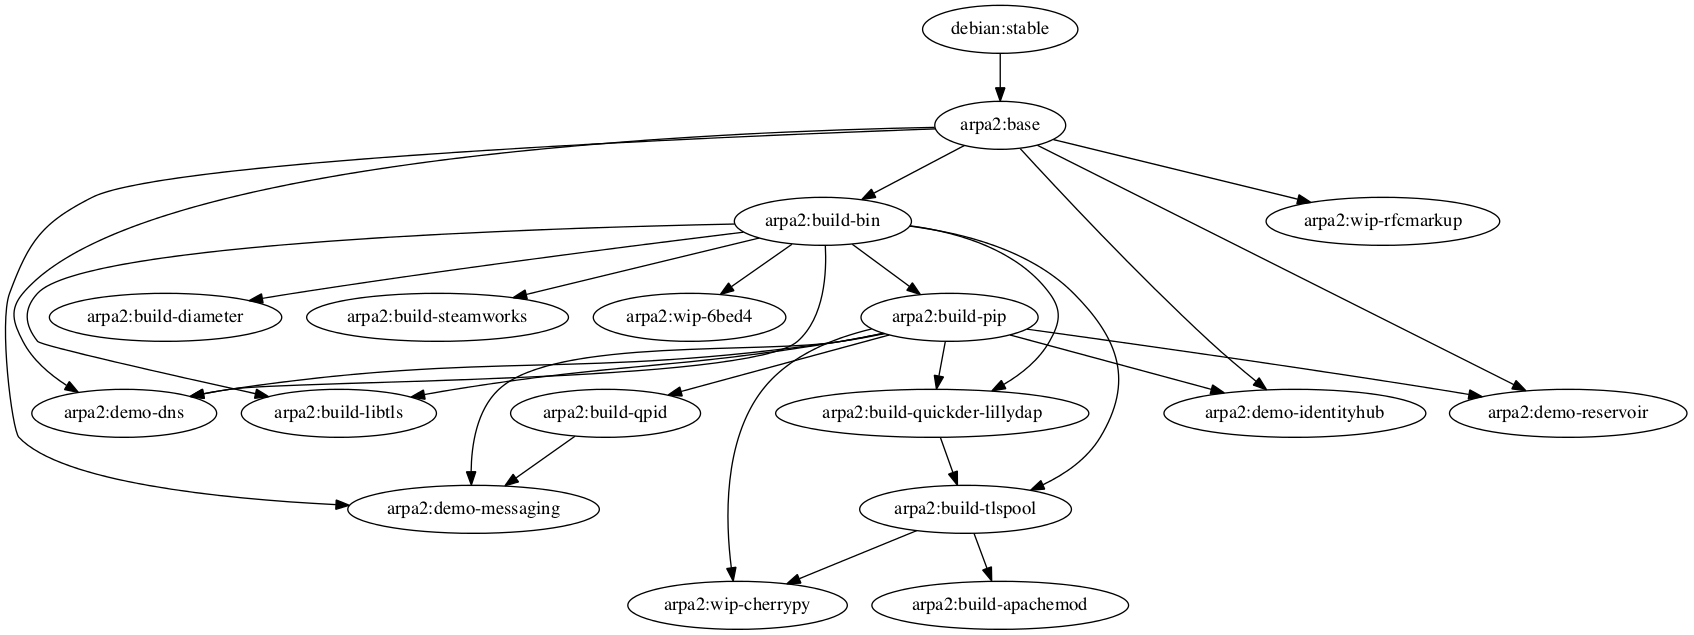 debian:stable
arpa2:base
arpa2:build-bin
arpa2:wip-rfcmarkup
arpa2:build-diameter
arpa2:build-steamworks
arpa2:wip-6bed4
arpa2:build-pip
arpa2:demo-dns
arpa2:build-libtls
arpa2:build-qpid
arpa2:build-quickder-lillydap
arpa2:demo-identityhub
arpa2:demo-reservoir
arpa2:demo-messaging
arpa2:build-tlspool
arpa2:wip-cherrypy
arpa2:build-apachemod